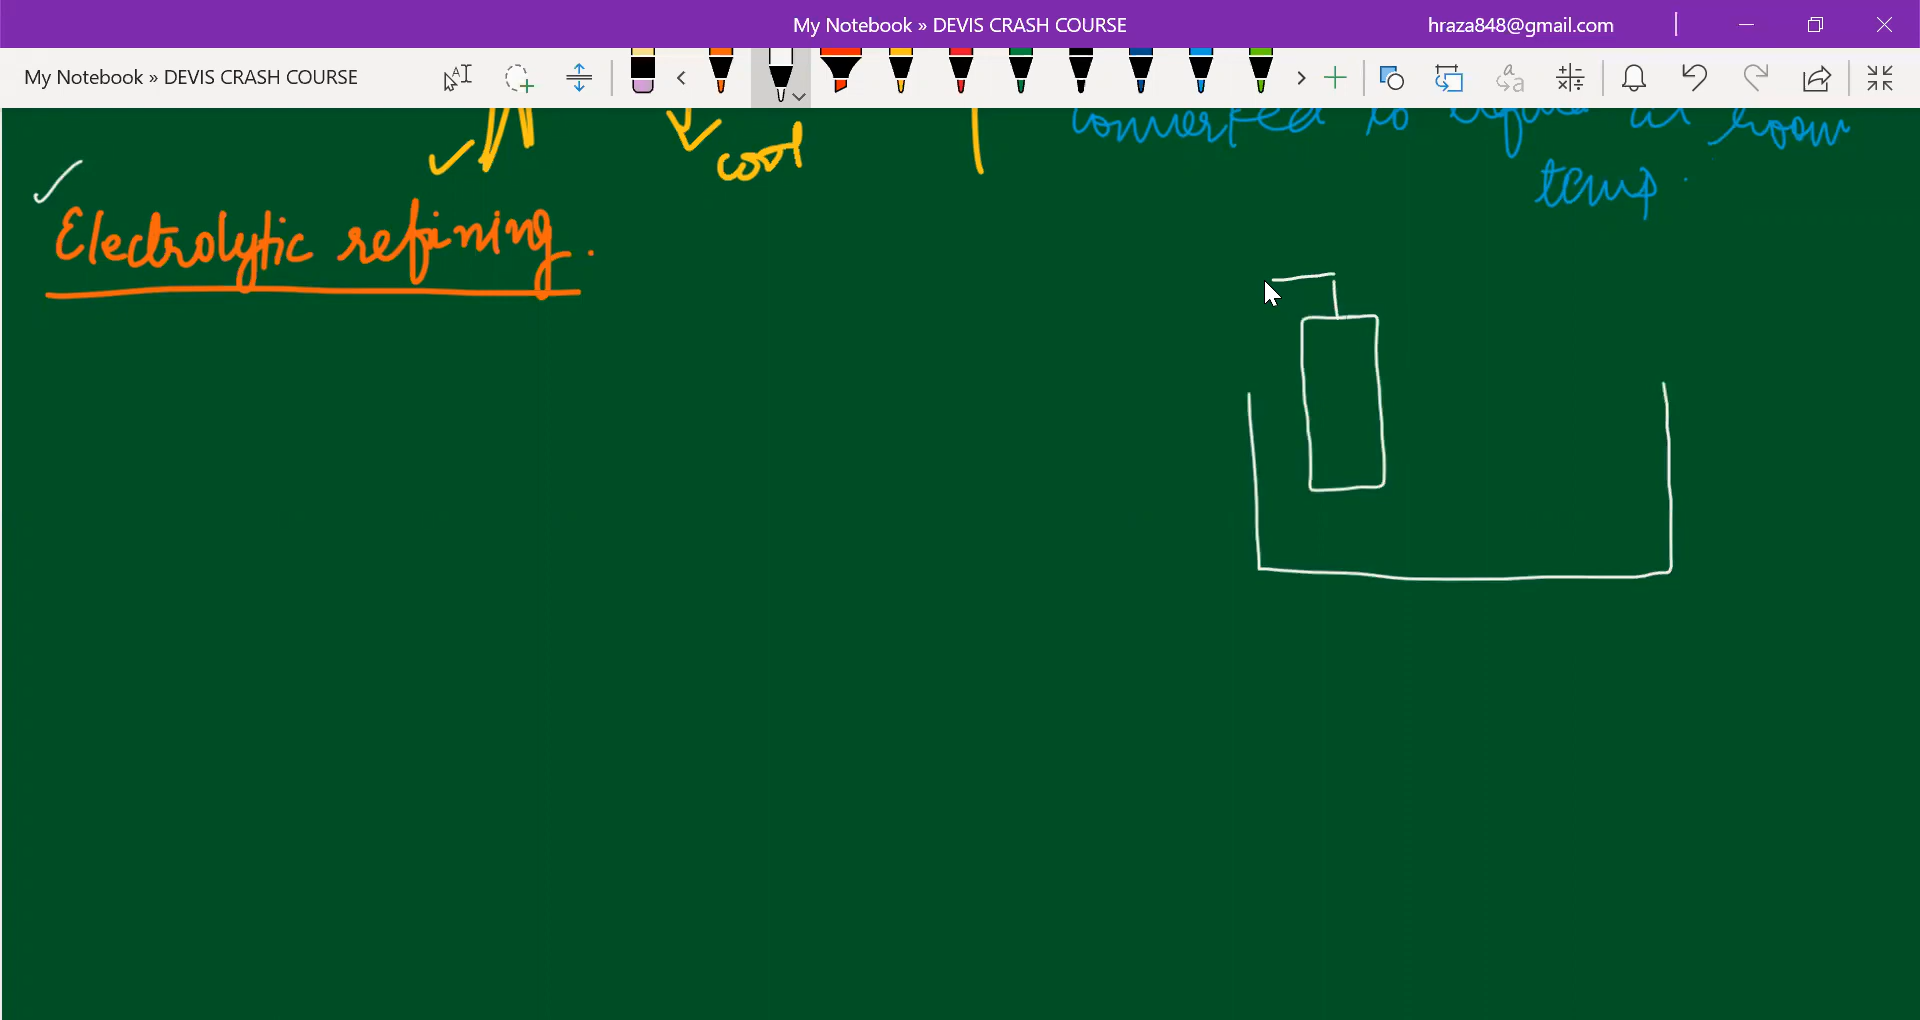 My Notebook » DEVIS CRASH COURSE
hraza848@gmail.com
My Notebook » DEVIS CRASH COURSE
converted to liquid at room
temp.
cool
Electrolytic refining.